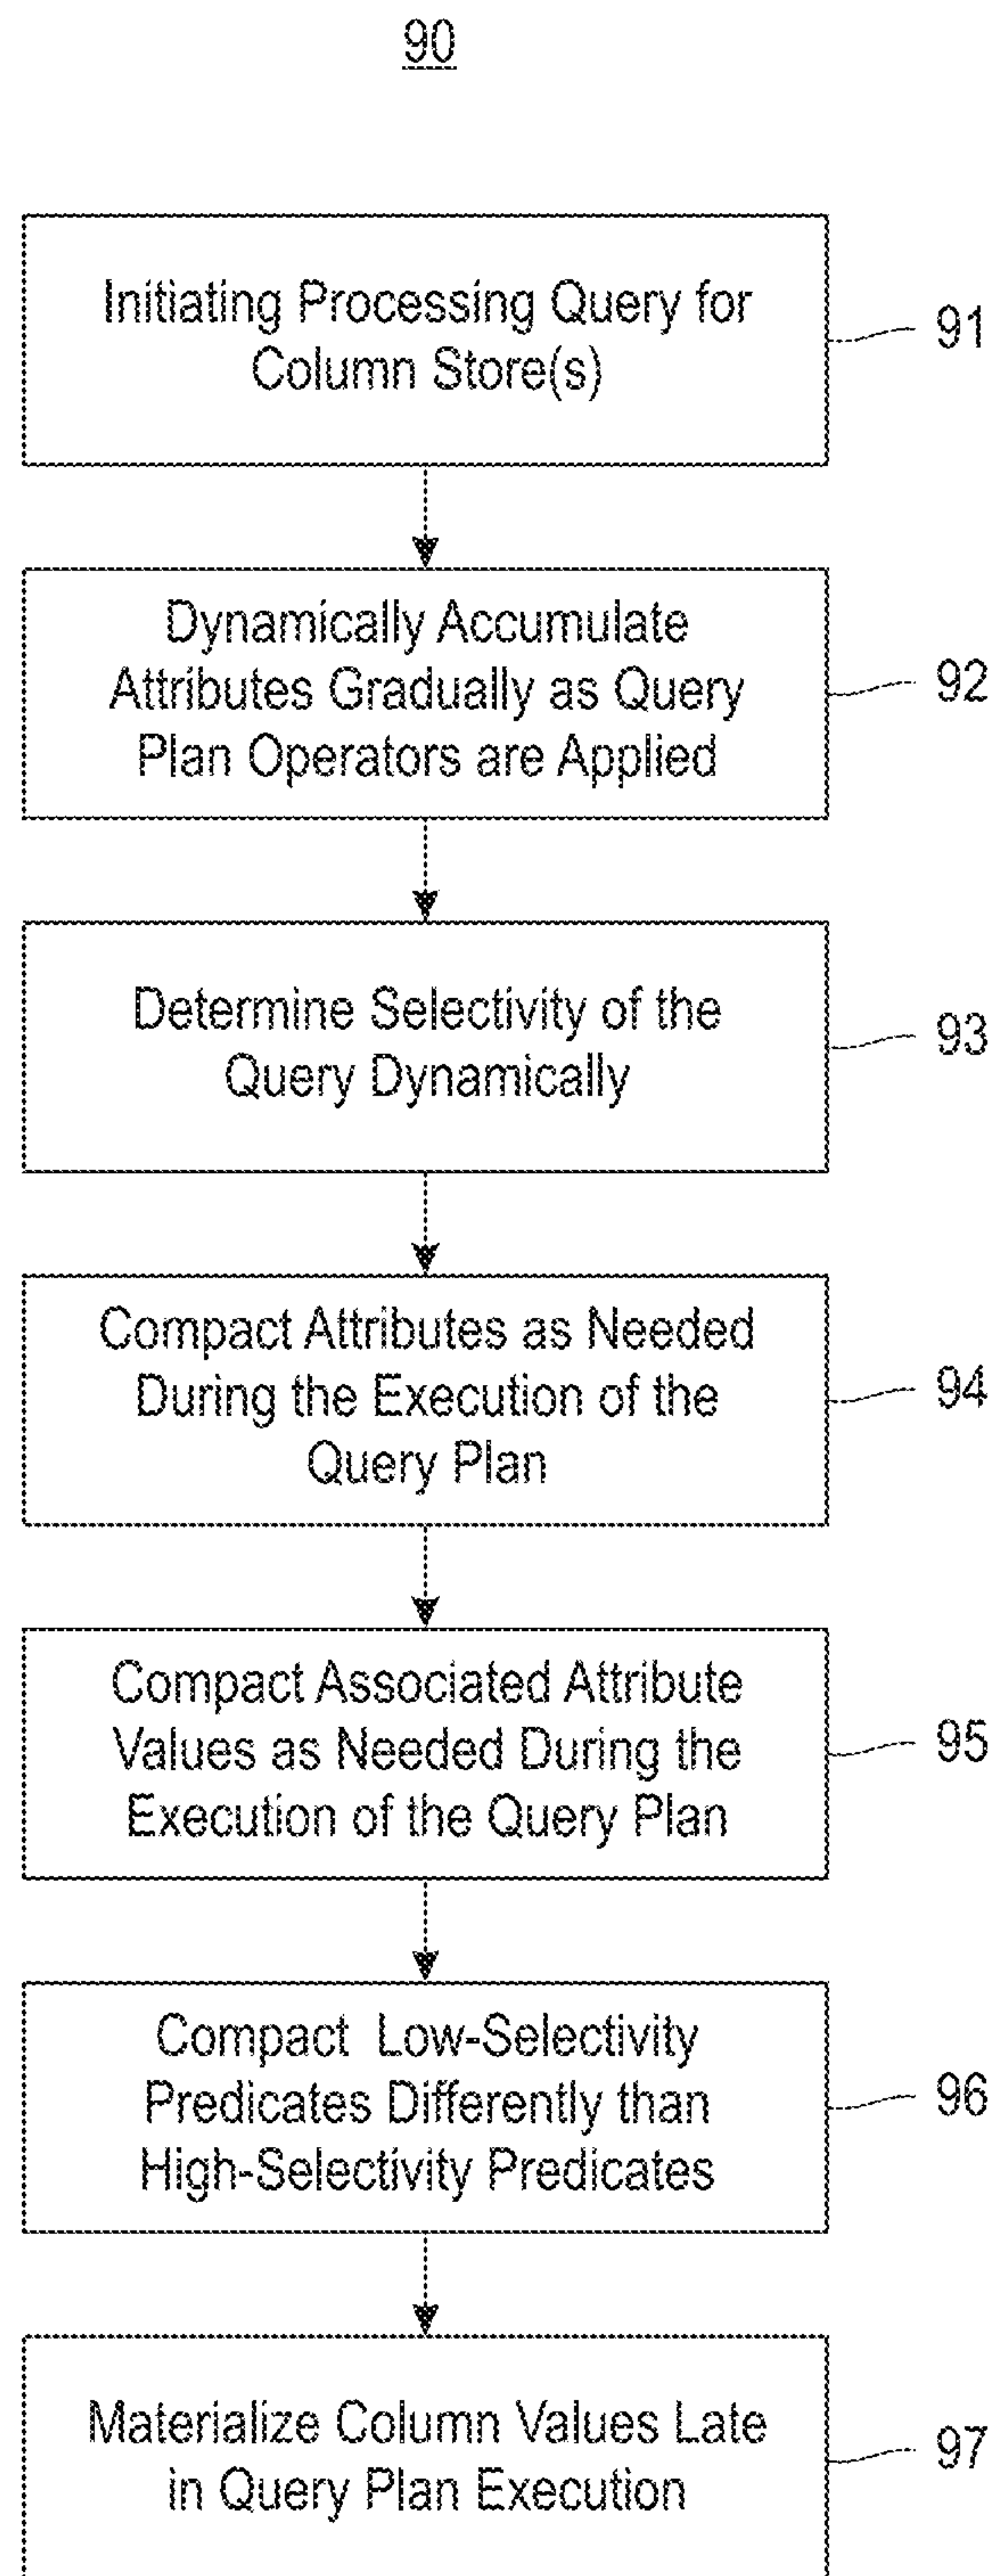 90
Initiating Processing Query for
Column Store(s)
91
Dynamically Accumulate
Attributes Gradually as Query
Plan Operators are Applied
92
Determine Selectivity of the
Query Dynamically
93
Compact Attributes as Needed
During the Execution of the
Query Plan
94
Compact Associated Attribute
Values as Needed During the
Execution of the Query Plan
95
Compact Low-Selectivity
Predicates Differently than
High-Selectivity Predicates
96
Materialize Column Values Late
in Query Plan Execution
97